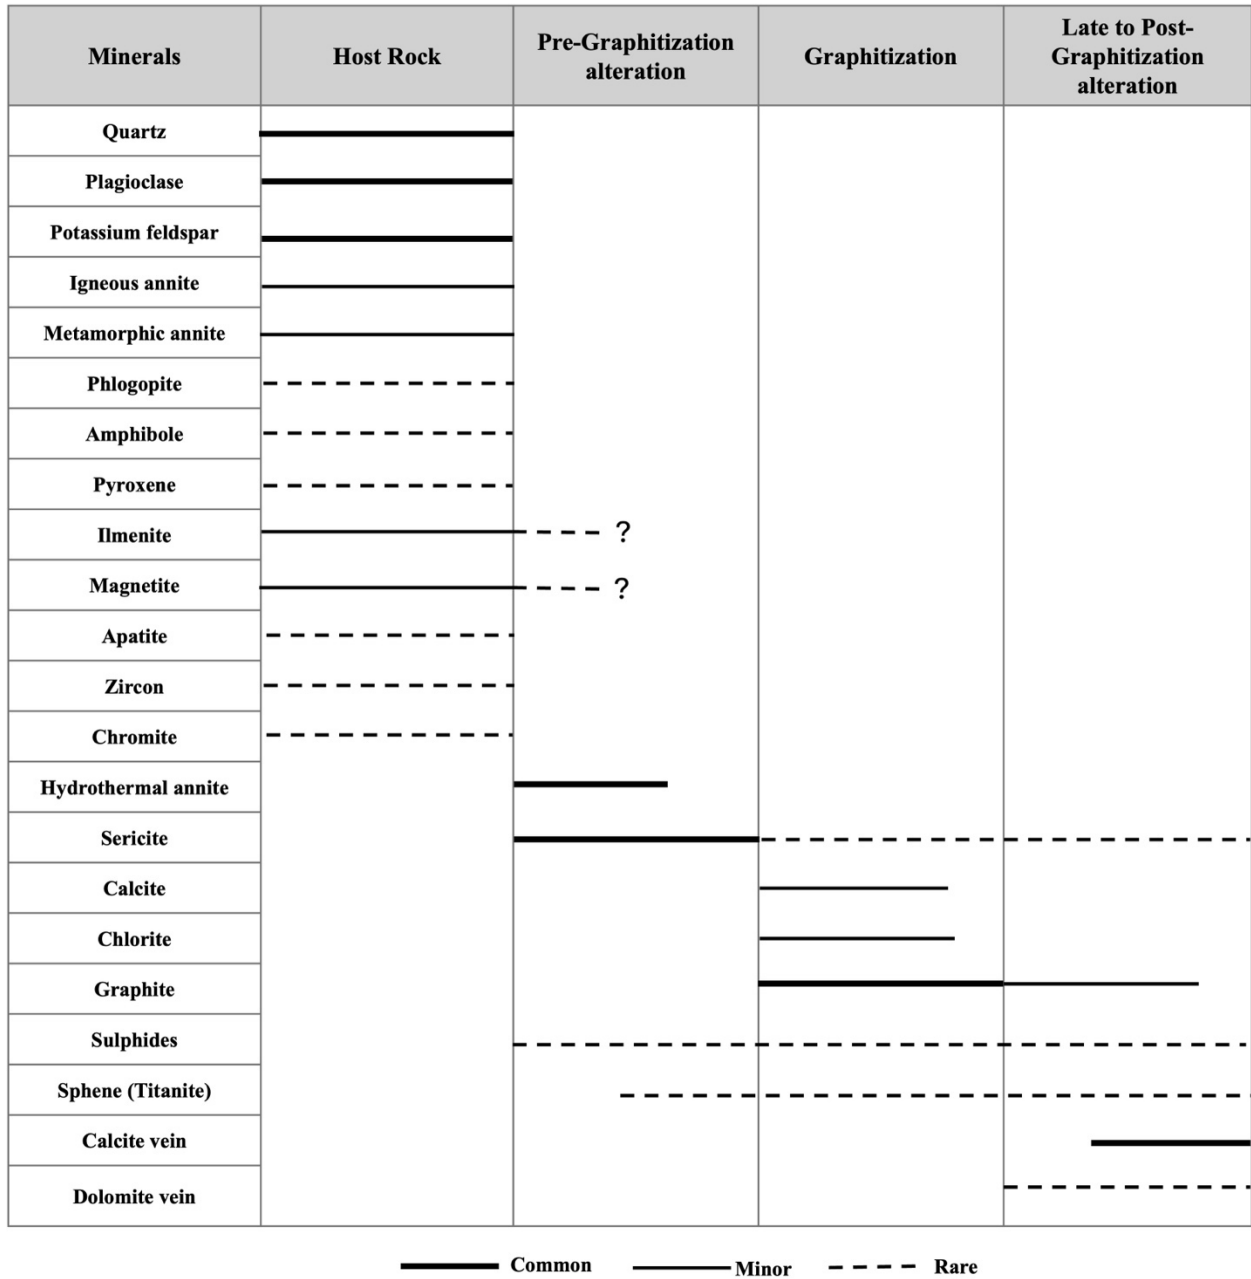 Minerals
Host Rock
Pre-Graphitization
alteration
Graphitization
Late to Post-
Graphitization
alteration
Quartz
Plagioclase
Potassium feldspar
Igneous annite
Metamorphic annite
Phlogopite
Amphibole
Pyroxene
Ilmenite
?
Magnetite
?
Apatite
Zircon
Chromite
Hydrothermal annite
Sericite
Calcite
Chlorite
Graphite
Sulphides
Sphene (Titanite)
Calcite vein
Dolomite vein
Common
Minor
Rare